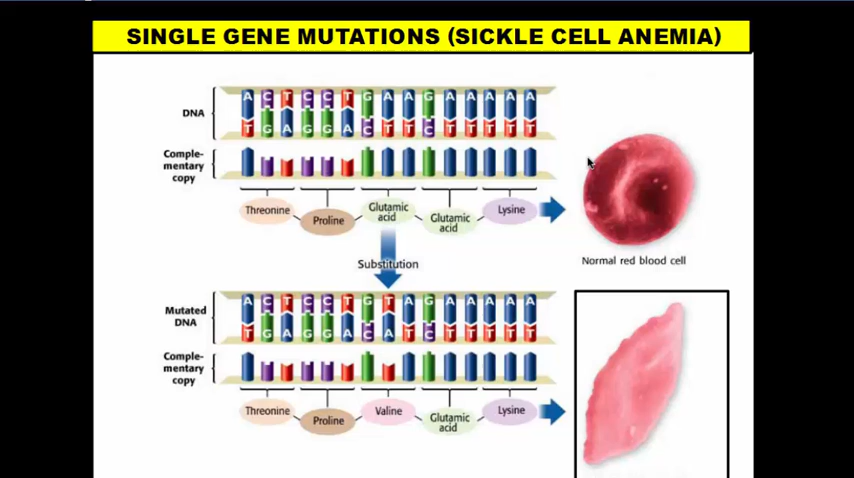 SINGLE GENE MUTATIONS (SICKLE CELL ANEMIA)
DNA
A C T C C T G A A G A A A A A
T G A G G A C T T C T T T T T
Comple-
mentary
copy
Threonine
Proline
Glutamic
acid
Glutamic
acid
Lysine
Normal red blood cell
Substitution
Mutated
DNA
A C T C C T G T A G A A A A A
T G A G G A C A T C T T T T T
Comple-
mentary
copy
Threonine
Proline
Valine
Glutamic
acid
Lysine